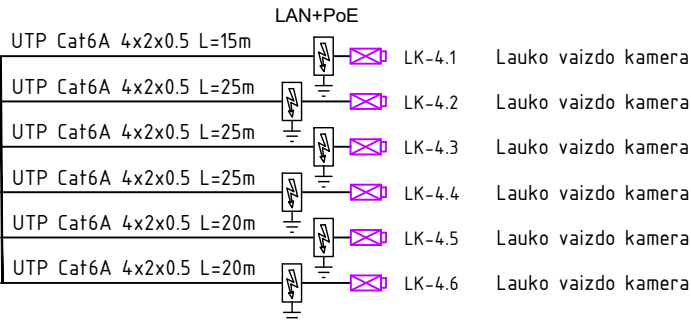 LAN+PoE
UTP Cat6A 4x2x0.5 L=15m LK-4.1 Lauko vaizdo kamera
UTP Cat6A 4x2x0.5 L=25m LK-4.2 Lauko vaizdo kamera
UTP Cat6A 4x2x0.5 L=25m LK-4.3 Lauko vaizdo kamera
UTP Cat6A 4x2x0.5 L=25m LK-4.4 Lauko vaizdo kamera
UTP Cat6A 4x2x0.5 L=20m LK-4.5 Lauko vaizdo kamera
UTP Cat6A 4x2x0.5 L=20m LK-4.6 Lauko vaizdo kamera